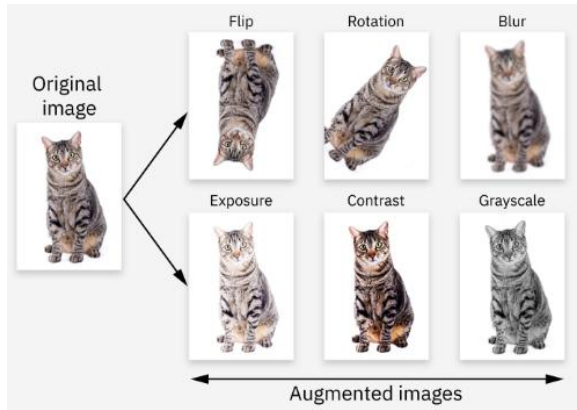 Original
image
Flip
Rotation
Blur
Exposure
Contrast
Grayscale
Augmented images